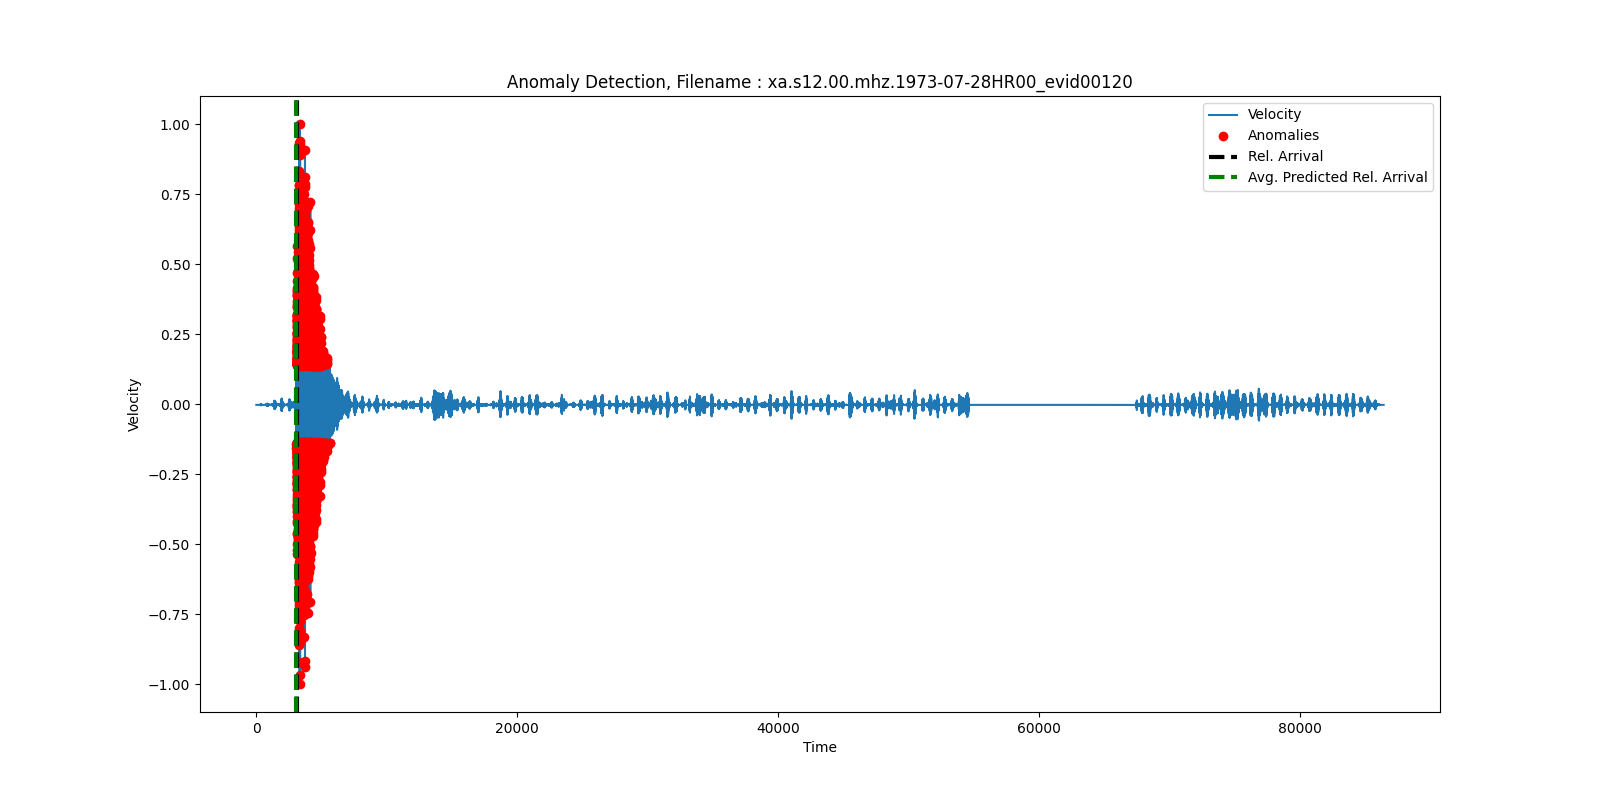 Anomaly Detection, Filename : xa.s12.00.mhz.1973-07-28HR00_evid00120
Velocity
Anomalies
Rel. Arrival
Avg. Predicted Rel. Arrival
1.00
0.75
0.50
0.25
0.00
−0.25
−0.50
−0.75
−1.00
Velocity
0
20000
40000
60000
80000
Time